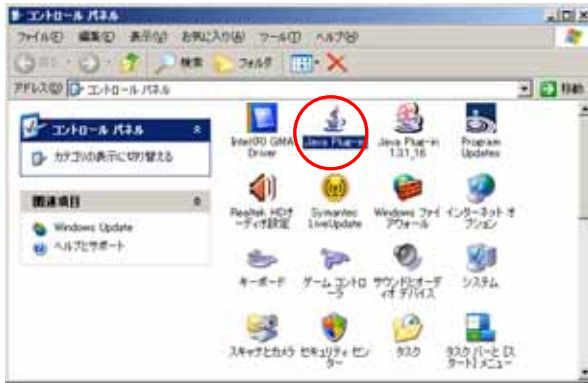 コントロール パネル
ファイル(F) 編集(E) 表示(V) お気に入り(A) ツール(T) ヘルプ(H)
戻る 検索 フォルダ
アドレス(D) コントロール パネル 移動
コントロール パネル
カテゴリの表示に切り替える
関連項目
Windows Update
ヘルプとサポート
Intel(R) GMA
Driver
Java Plug-in
Java Plug-in
1.3.1_16
Program
Updates
Realtek HDオ
ーディオ設定
Symantec
LiveUpdate
Windows ファイ
アウォール
インターネット オ
プション
キーボード
ゲーム コントロ
ーラ
サウンドとオーデ
ィオ デバイス
システム
スキャナとカメラ
セキュリティ セン
ター
タスク
タスク バーと [ス
タート] メニュー